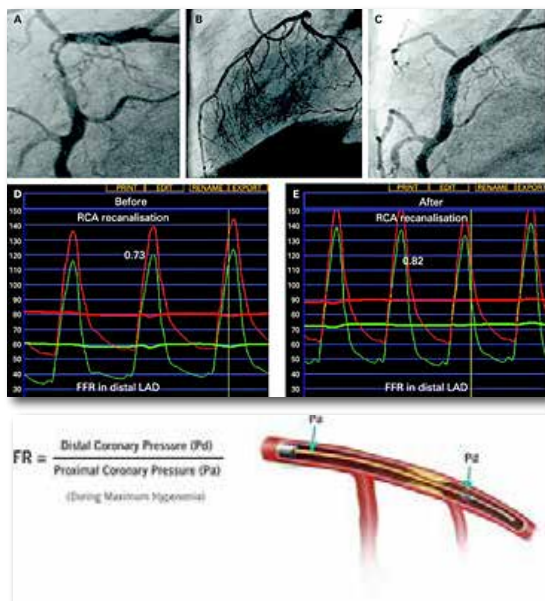 A
B
C
PRINT EDIT RENAME EXPORT
D
Before
RCA recanalisation
0.73
FFR in distal LAD
150
140
130
120
110
100
90
80
70
60
50
40
30
PRINT EDIT RENAME EXPORT
E
After
RCA recanalisation
0.82
FFR in distal LAD
150
140
130
120
110
100
90
80
70
60
50
40
30
FR = Distal Coronary Pressure (Pd)
Proximal Coronary Pressure (Pa)
(During Maximum Hyperemia)
Pa
Pd